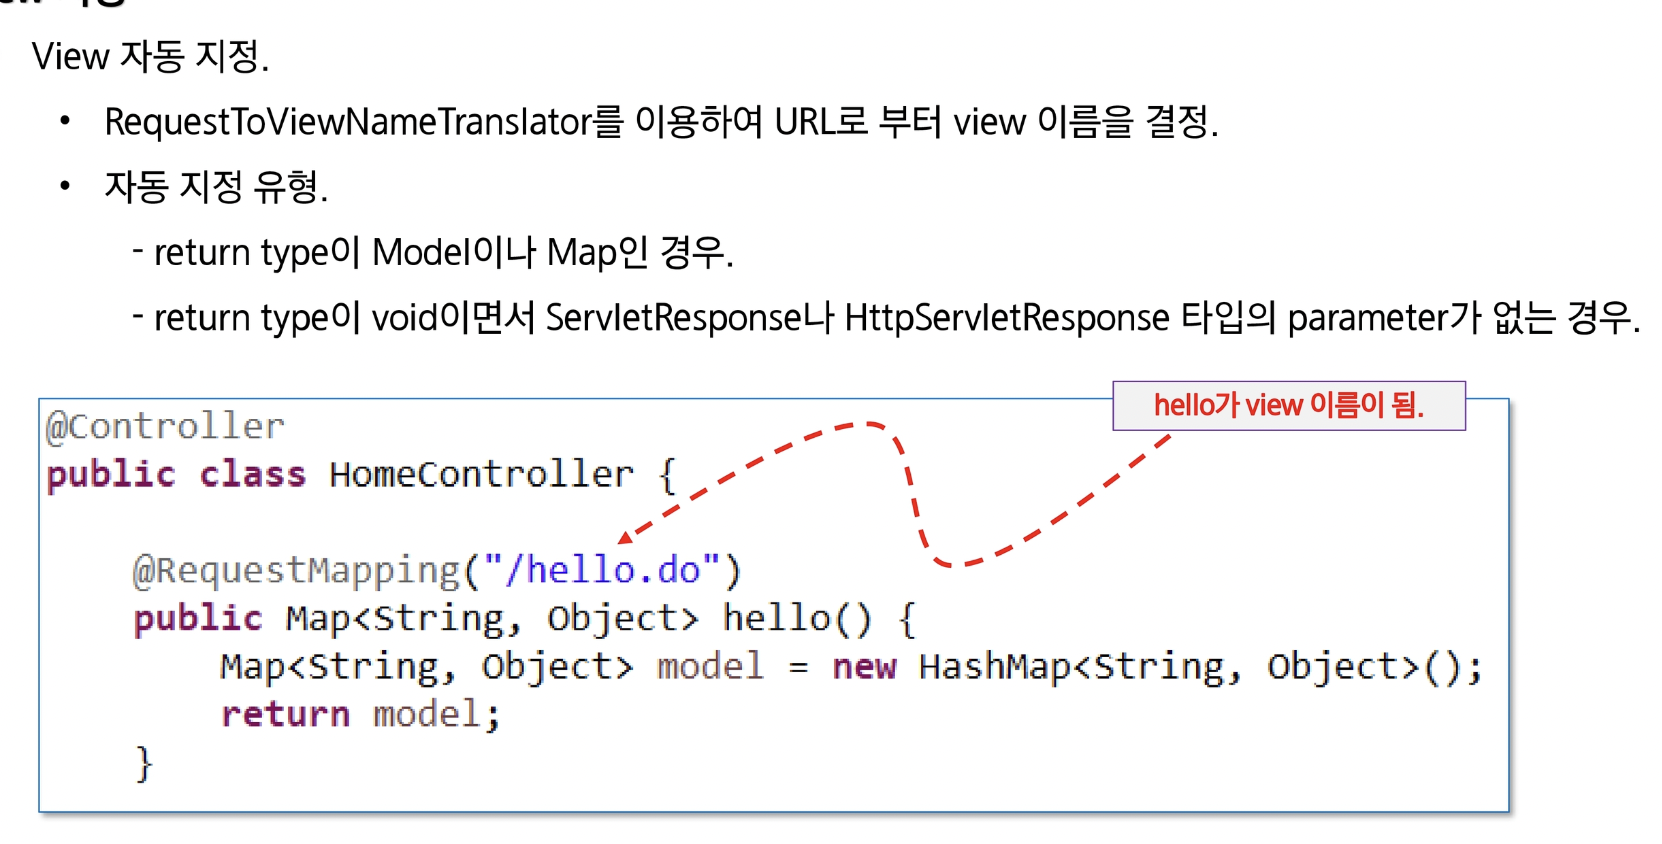 View 자동 지정.
• RequestToViewNameTranslator를 이용하여 URL로 부터 view 이름을 결정.
• 자동 지정 유형.
- return type이 Model이나 Map인 경우.
- return type이 void이면서 ServletResponse나 HttpServletResponse 타입의 parameter가 없는 경우.
hello가 view 이름이 됨.
@Controller
public class HomeController {
@RequestMapping("/hello.do")
public Map<String, Object> hello() {
Map<String, Object> model = new HashMap<String, Object>();
return model;
}